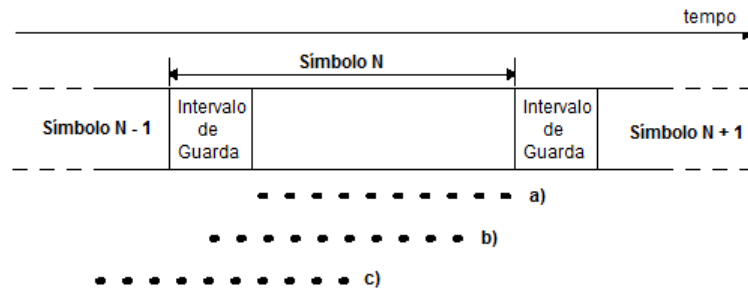 tempo
Símbolo N
Símbolo N - 1
Intervalo
de
Guarda
Intervalo
de
Guarda
Símbolo N + 1
a)
b)
c)